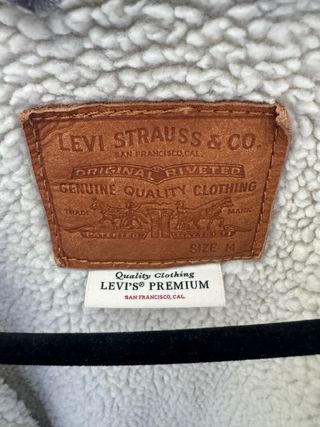 LEVI STRAUSS & CO.
SAN FRANCISCO, CAL.
ORIGINAL RIVETED
GENUINE QUALITY CLOTHING
TRADE MARK
SIZE M
Quality Clothing
LEVI'S® PREMIUM
SAN FRANCISCO, CAL.